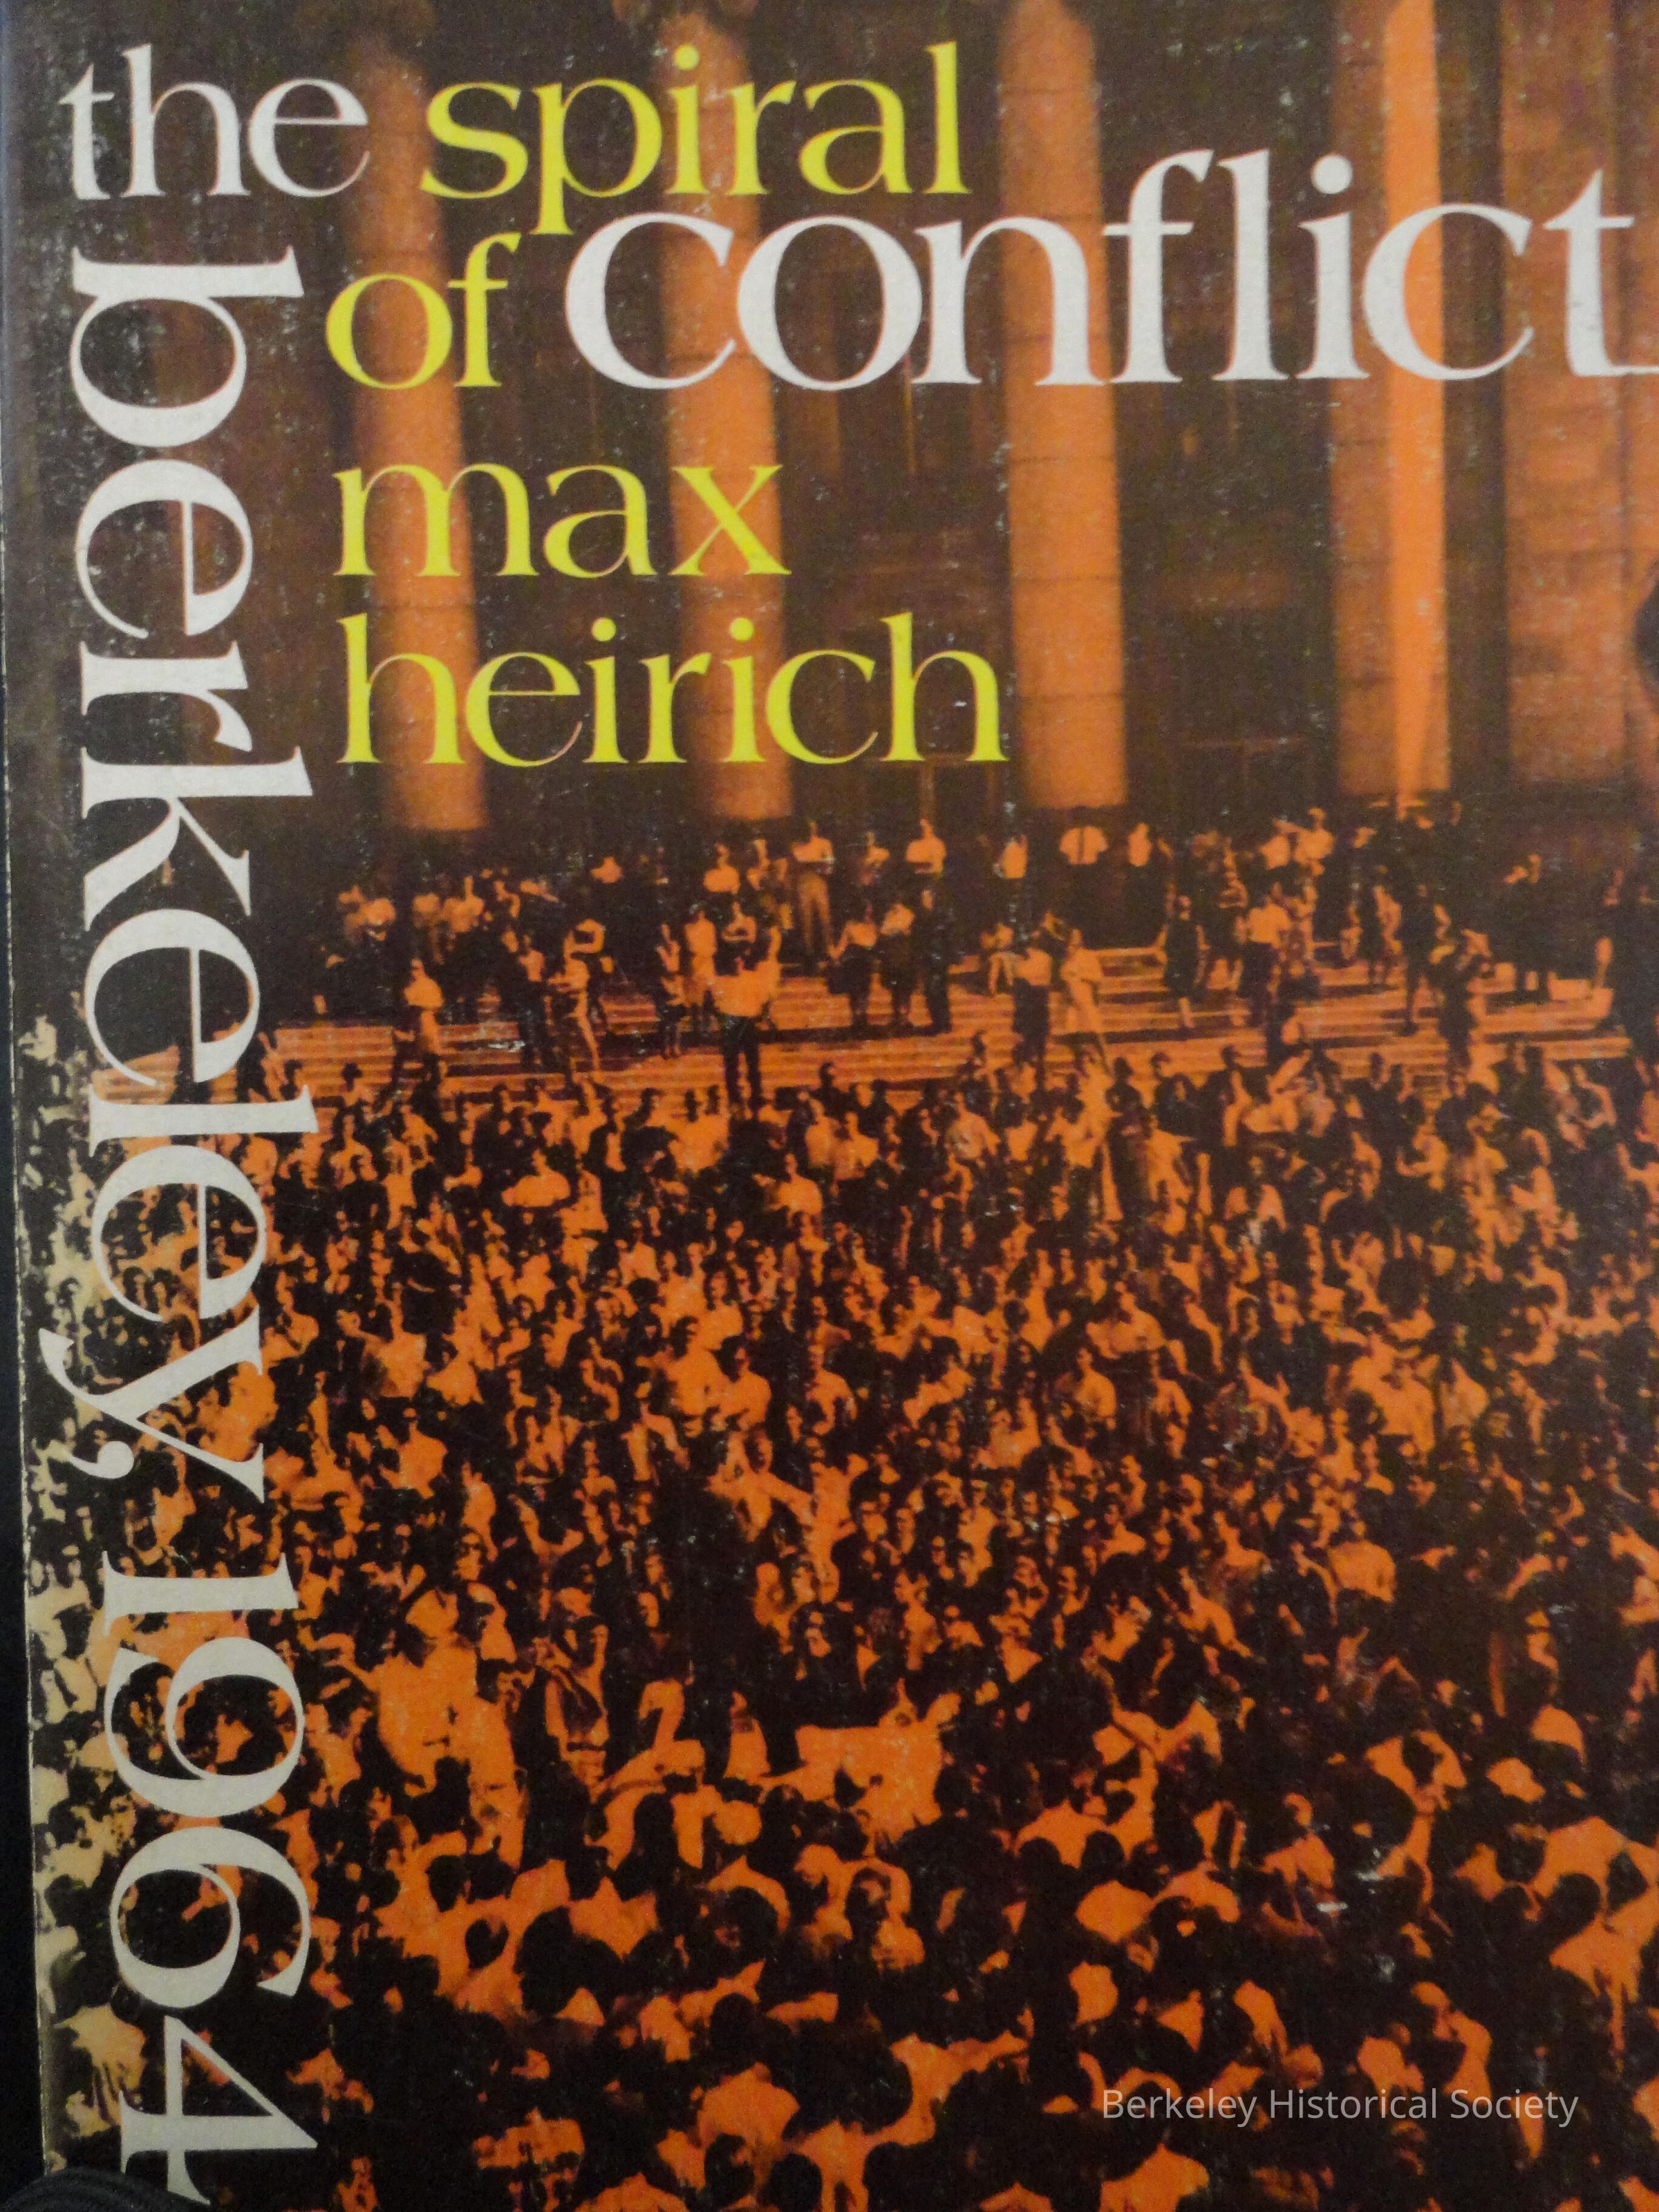 the spiral
of conflict
berkeley, 1964
max
heirich
Berkeley Historical Society